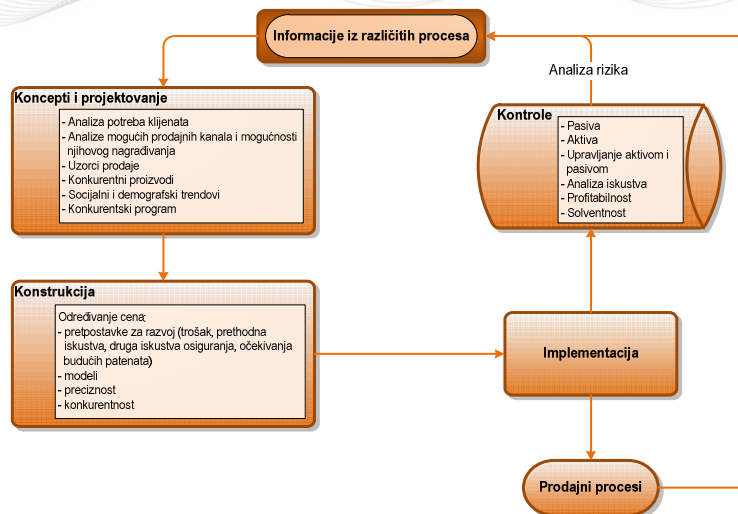 Informacije iz različitih procesa
Analiza rizika
Koncepti i projektovanje
- Analiza potreba klijenata
- Analize mogućih prodajnih kanala i mogućnosti
njihovog nagrađivanja
- Uzorci prodaje
- Konkurentni proizvodi
- Socijalni i demografski trendovi
- Konkurentski program
Kontrole
- Pasiva
- Aktiva
- Upravljanje aktivom i
pasivom
- Analiza iskustva
- Profitabilnost
- Solventnost
Konstrukcija
Određivanje cena:
- pretpostavke za razvoj (trošak, prethodna
iskustva, druga iskustva osiguranja, očekivanja
budućih patenata)
- modeli
- preciznost
- konkurentnost
Implementacija
Prodajni procesi